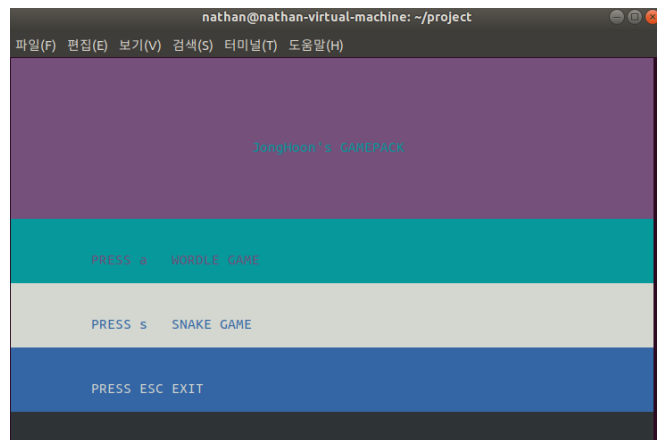 nathan@nathan-virtual-machine: ~/project
파일(F) 편집(E) 보기(V) 검색(S) 터미널(T) 도움말(H)
JongHoon's GAMEPACK
PRESS a WORDLE GAME
PRESS s SNAKE GAME
PRESS ESC EXIT